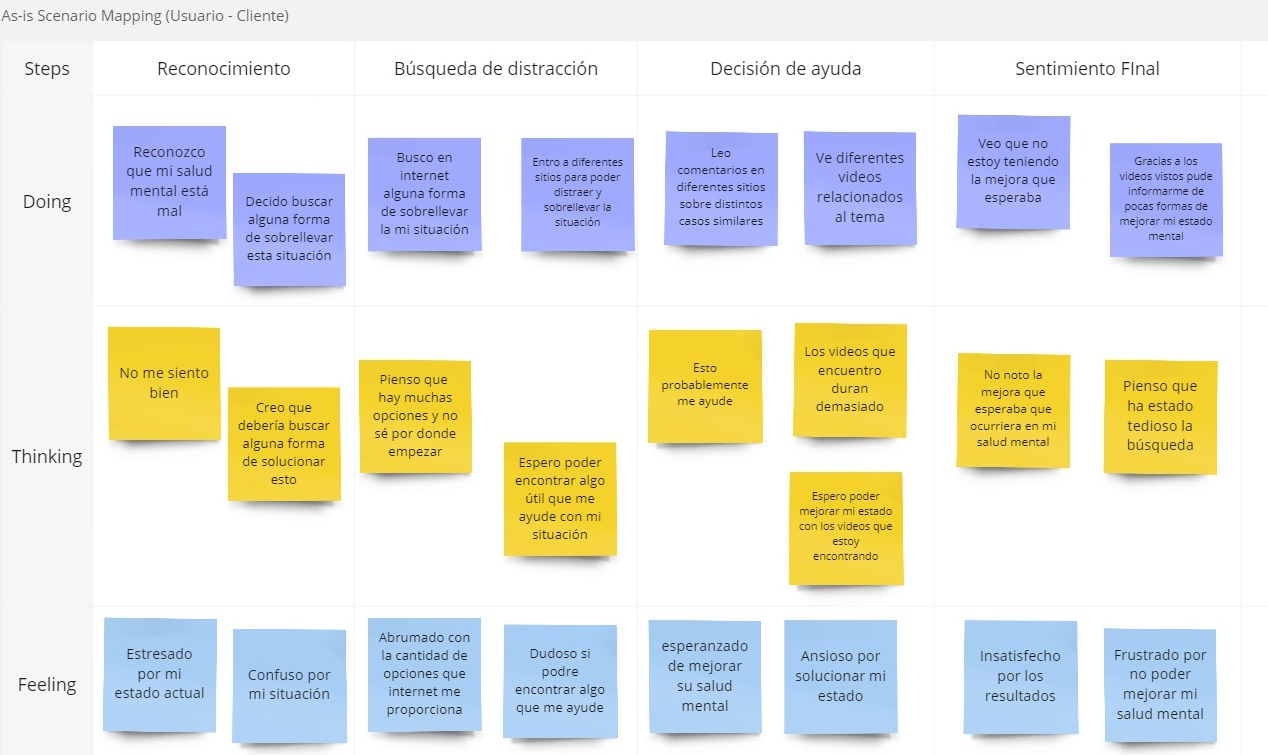 As-is Scenario Mapping (Usuario - Cliente)
Steps
Reconocimiento
Búsqueda de distracción
Decisión de ayuda
Sentimiento FInal
Doing
Reconozco
que mi salud
mental está
mal
Decido buscar
alguna forma
de sobrellevar
esta situación
Busco en
internet
alguna forma
de sobrellevar
la mi situación
Entro a diferentes
sitios para poder
distraer y
sobrellevar la
situación
Leo
comentarios en
diferentes sitios
sobre distintos
casos similares
Ve diferentes
videos
relacionados
al tema
Veo que no
estoy teniendo
la mejora que
esperaba
Gracias a los
videos vistos pude
informarme de
pocas formas de
mejorar mi estado
mental
Thinking
No me siento
bien
Creo que
debería buscar
alguna forma
de solucionar
esto
Pienso que
hay muchas
opciones y no
sé por donde
empezar
Espero poder
encontrar algo
útil que me
ayude con mi
situación
Esto
probablemente
me ayude
Los videos que
encuentro
duran
demasiado
Espero poder
mejorar mi estado
con los videos que
estoy
encontrando
No noto la
mejora que
esperaba que
ocurriera en mi
salud mental
Pienso que
ha estado
tedioso la
búsqueda
Feeling
Estresado
por mi
estado actual
Confuso por
mi situación
Abrumado con
la cantidad de
opciones que
internet me
proporciona
Dudoso si
podre
encontrar algo
que me ayude
esperanzado
de mejorar
su salud
mental
Ansioso por
solucionar mi
estado
Insatisfecho
por los
resultados
Frustrado por
no poder
mejorar mi
salud mental